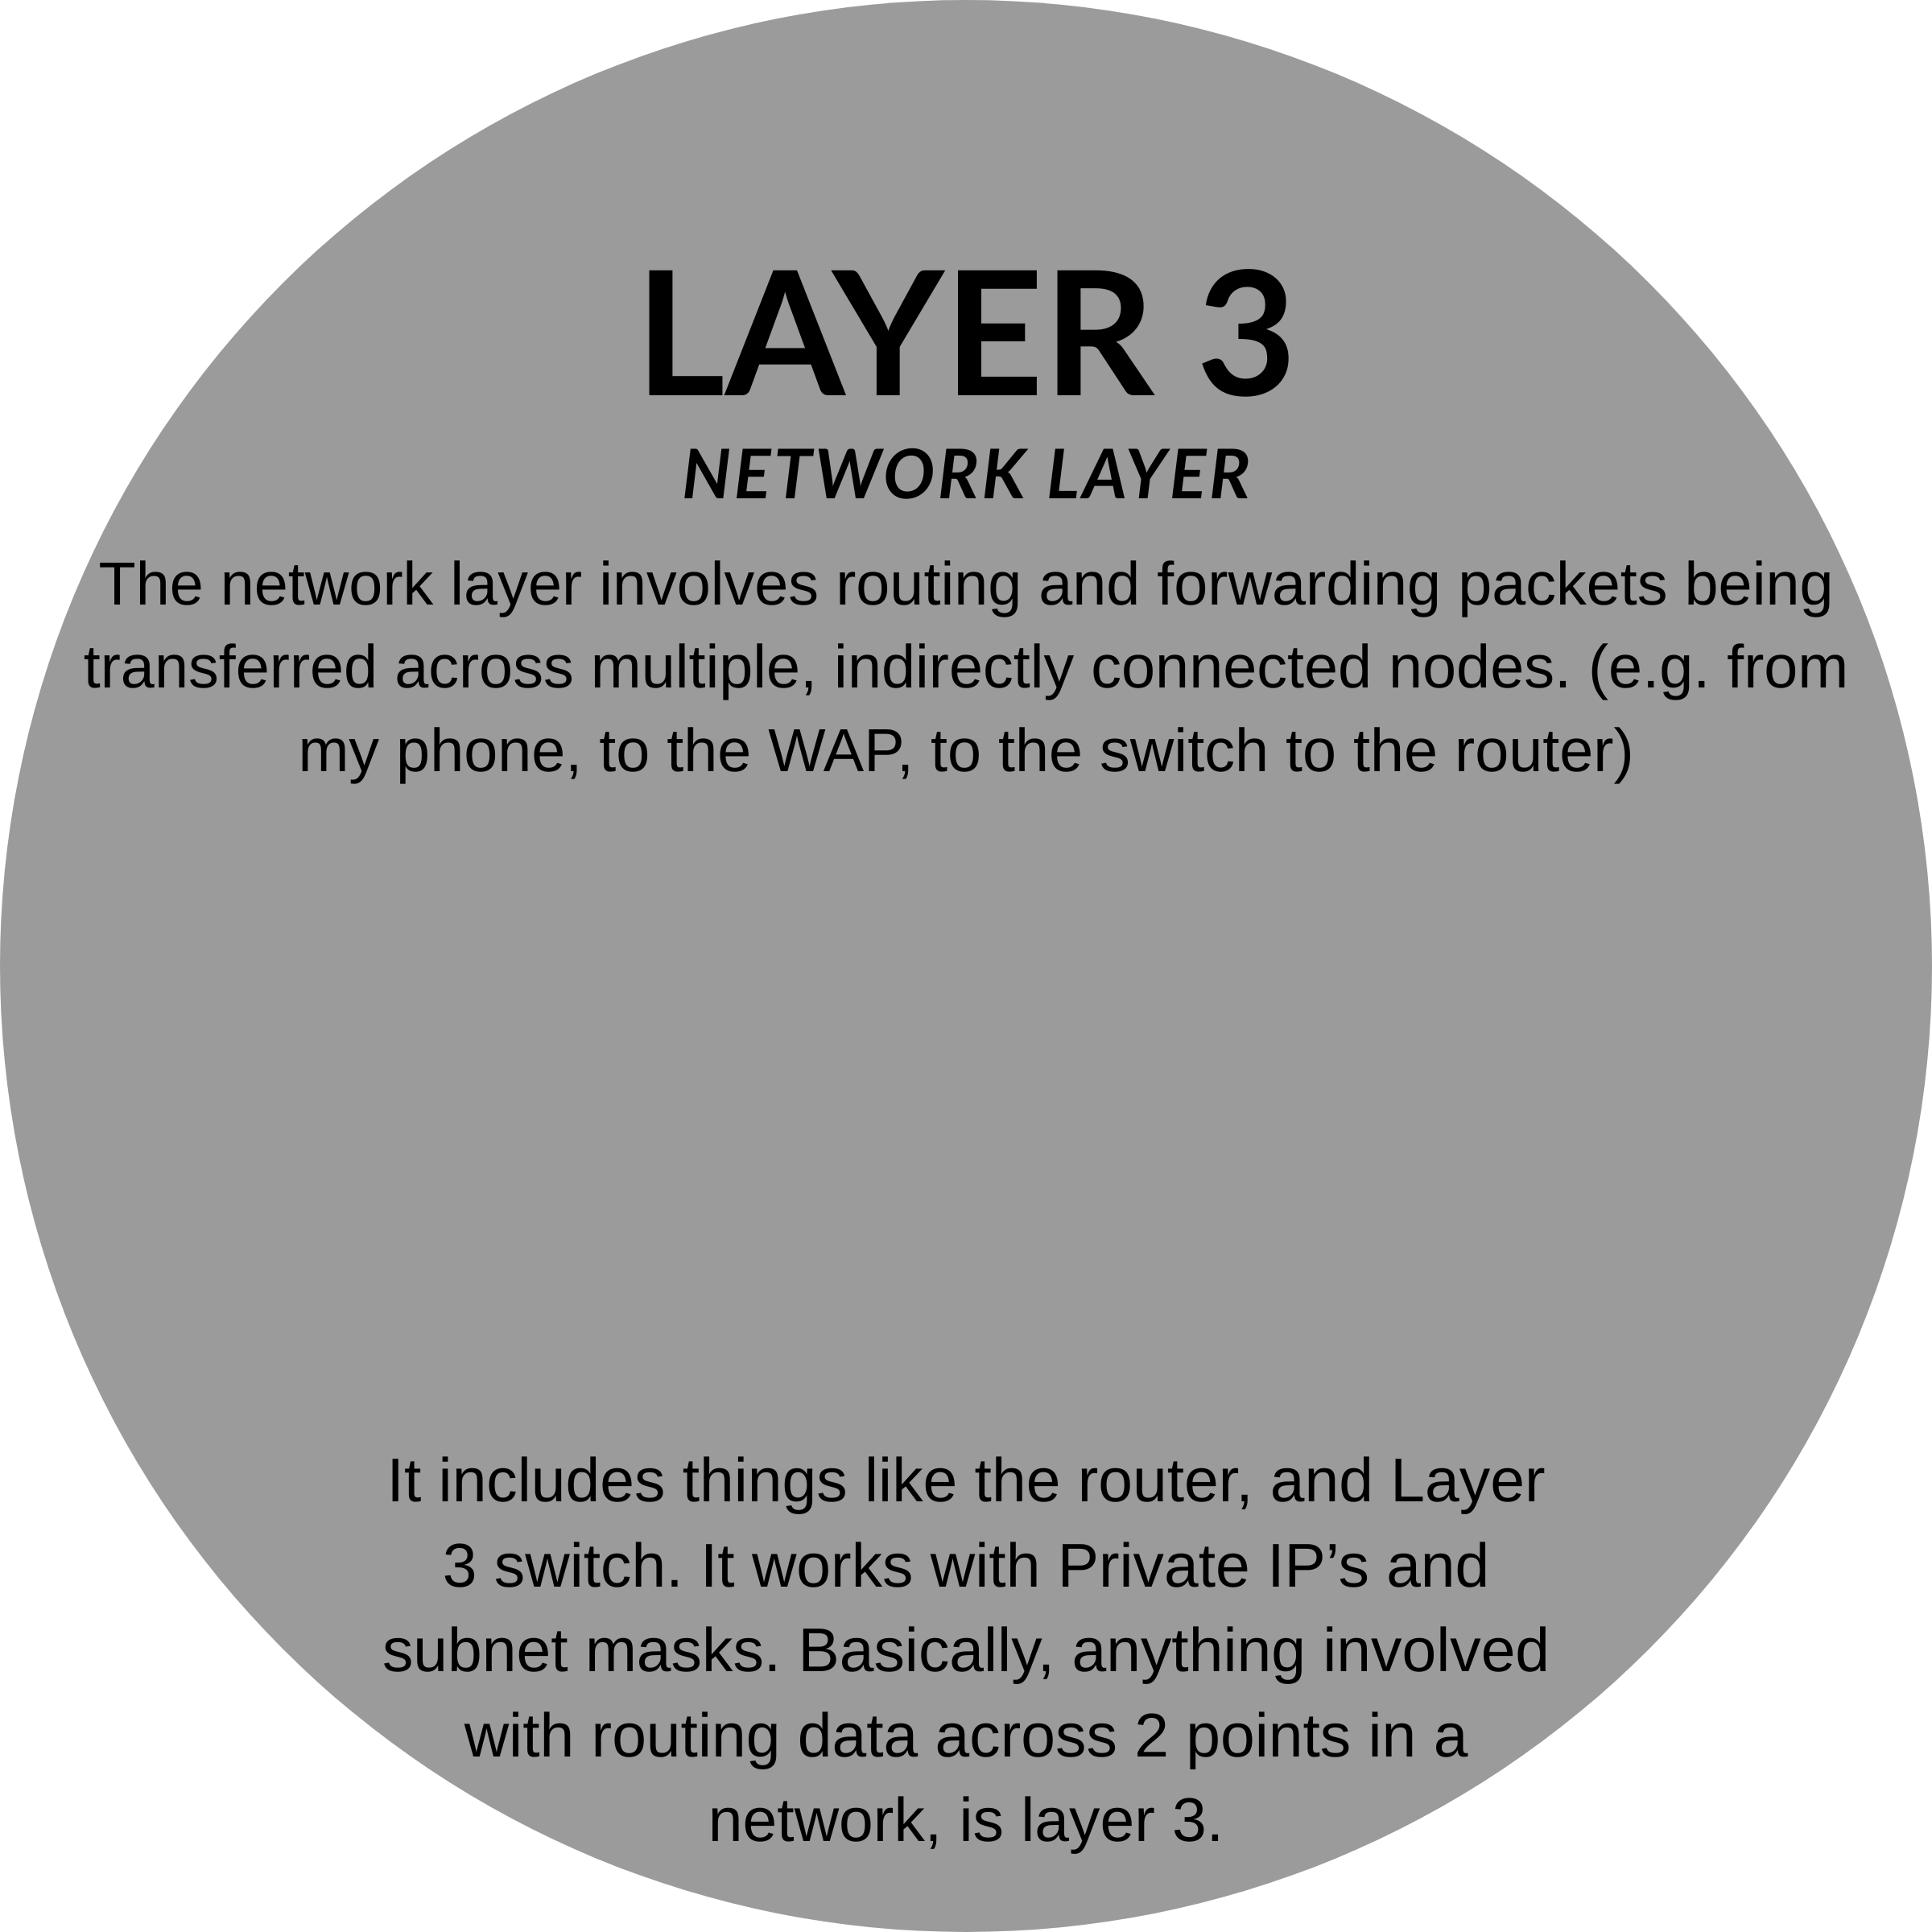 LAYER 3
NETWORK LAYER
The network layer involves routing and forwarding packets being
transferred across multiple, indirectly connected nodes. (e.g. from
my phone, to the WAP, to the switch to the router)
It includes things like the router, and Layer
3 switch. It works with Private IP’s and
subnet masks. Basically, anything involved
with routing data across 2 points in a
network, is layer 3.